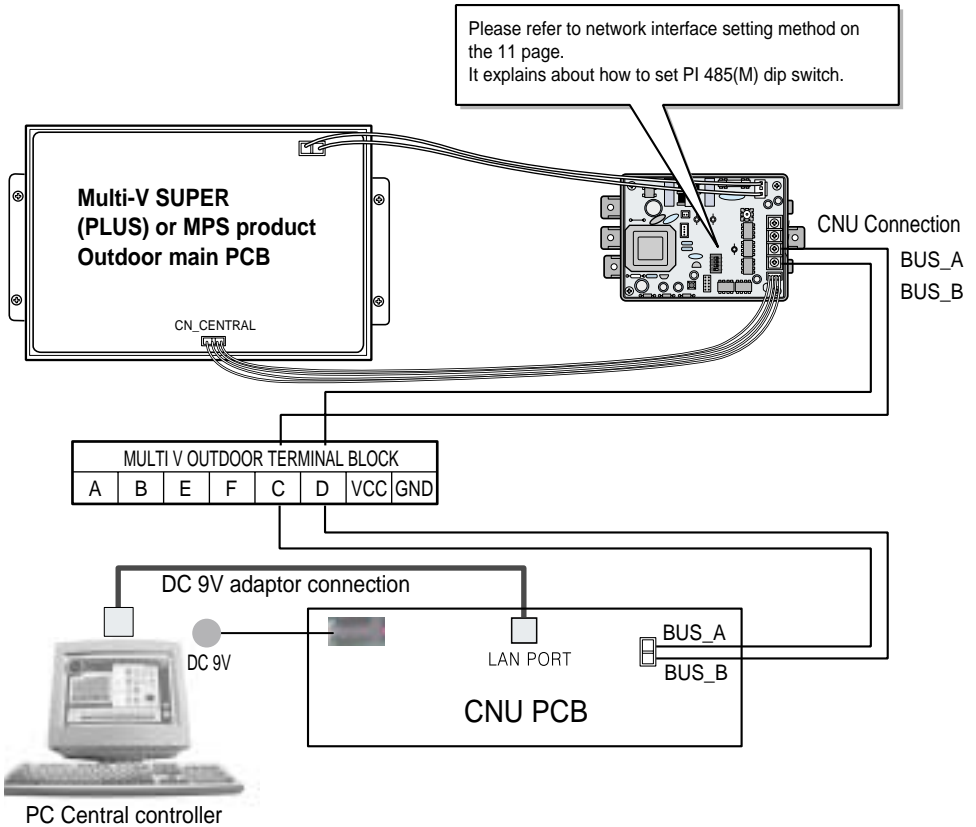 Please refer to network interface setting method on
the 11 page.
It explains about how to set PI 485(M) dip switch.
Multi-V SUPER
(PLUS) or MPS product
Outdoor main PCB
CN_CENTRAL
CNU Connection
BUS_A
BUS_B
MULTI V OUTDOOR TERMINAL BLOCK
A B E F C D VCC GND
DC 9V adaptor connection
DC 9V
LAN PORT
BUS_A
BUS_B
CNU PCB
PC Central controller